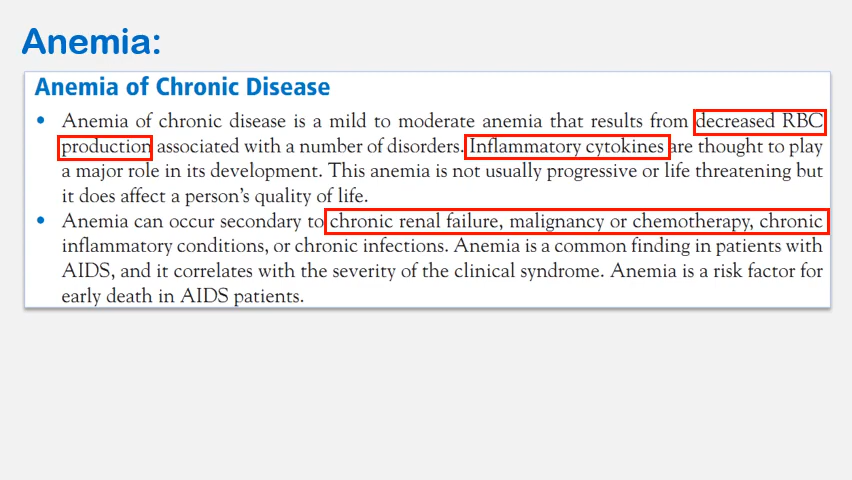 Anemia:
Anemia of Chronic Disease
• Anemia of chronic disease is a mild to moderate anemia that results from decreased RBC
production associated with a number of disorders. Inflammatory cytokines are thought to play
a major role in its development. This anemia is not usually progressive or life threatening but
it does affect a person's quality of life.
• Anemia can occur secondary to chronic renal failure, malignancy or chemotherapy, chronic
inflammatory conditions, or chronic infections. Anemia is a common finding in patients with
AIDS, and it correlates with the severity of the clinical syndrome. Anemia is a risk factor for
early death in AIDS patients.